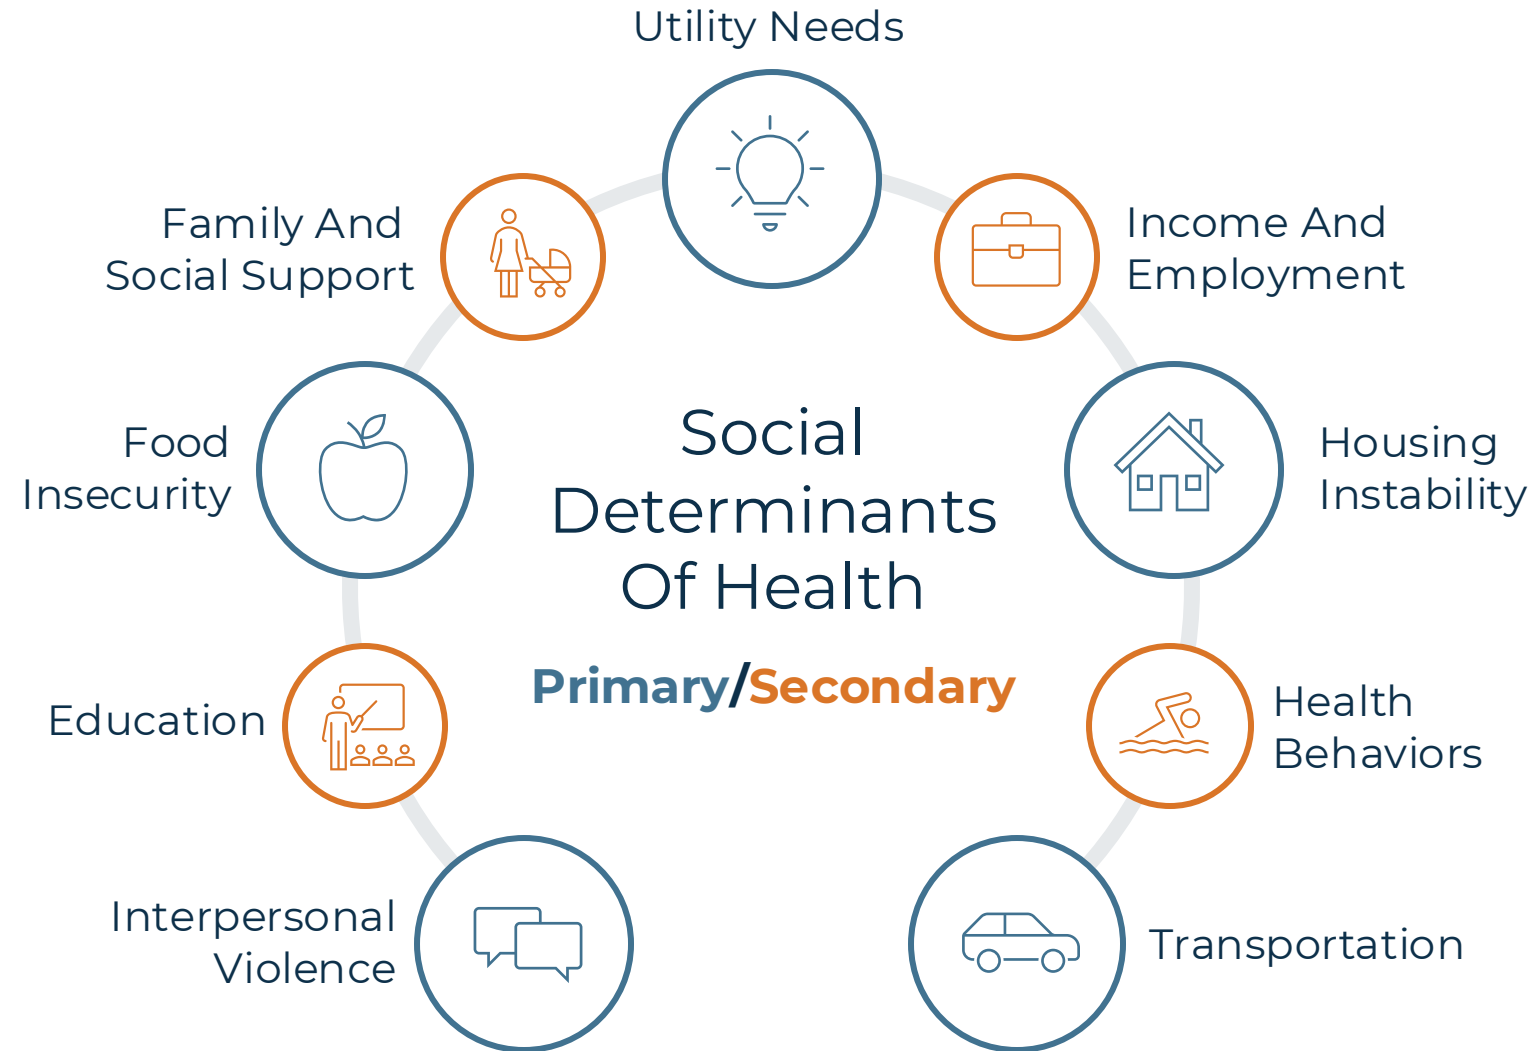 Utility Needs
Family And
Social Support
Income And
Employment
Food
Insecurity
Social
Determinants
Of Health
Primary/Secondary
Housing
Instability
Education
Health
Behaviors
Interpersonal
Violence
Transportation